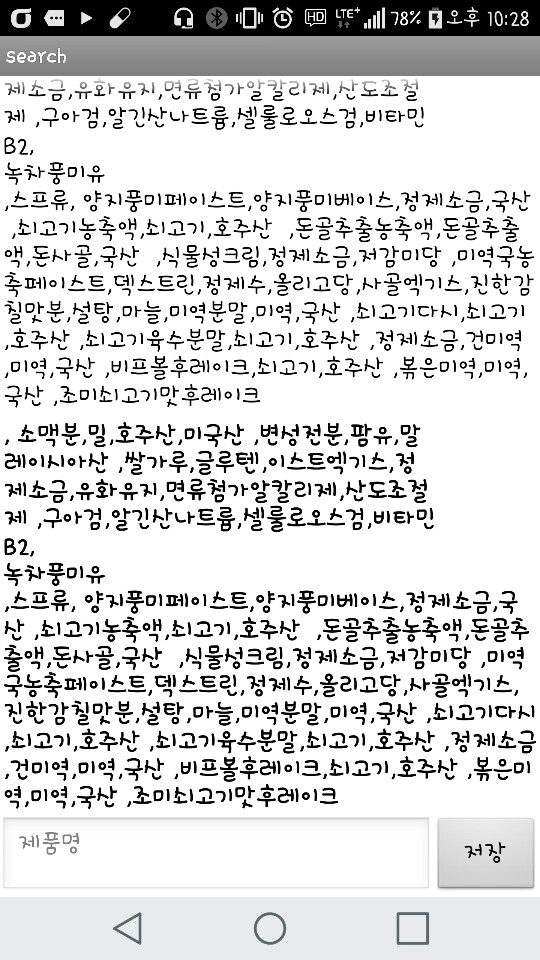 HD LTE+ 78% 오후 10:28
search
제소금,유화유지,면류첨가알칼리제,산도조절
제 ,구아검,알긴산나트륨,셀룰로오스검,비타민
B2,
녹차풍미유
,스프류, 양지풍미페이스트,양지풍미베이스,정제소금,국산
,쇠고기농축액,쇠고기,호주산 ,돈골추출농축액,돈골추출
액,돈사골,국산 ,식물성크림,정제소금,저감미당 ,미역국농
축페이스트,덱스트린,정제수,올리고당,사골엑기스,진한감
칠맛분,설탕,마늘,미역분말,미역,국산 ,쇠고기다시,쇠고기
,호주산 ,쇠고기육수분말,쇠고기,호주산 ,정제소금,건미역
,미역,국산 ,비프볼후레이크,쇠고기,호주산 ,볶은미역,미역,
국산 ,조미쇠고기맛후레이크
, 소맥분,밀,호주산,미국산 ,변성전분,팜유,말
레이시아산 ,쌀가루,글루텐,이스트엑기스,정
제소금,유화유지,면류첨가알칼리제,산도조절
제 ,구아검,알긴산나트륨,셀룰로오스검,비타민
B2,
녹차풍미유
,스프류, 양지풍미페이스트,양지풍미베이스,정제소금,국
산 ,쇠고기농축액,쇠고기,호주산 ,돈골추출농축액,돈골추
출액,돈사골,국산 ,식물성크림,정제소금,저감미당 ,미역
국농축페이스트,덱스트린,정제수,올리고당,사골엑기스,
진한감칠맛분,설탕,마늘,미역분말,미역,국산 ,쇠고기다시
,쇠고기,호주산 ,쇠고기육수분말,쇠고기,호주산 ,정제소금
,건미역,미역,국산 ,비프볼후레이크,쇠고기,호주산 ,볶은미
역,미역,국산 ,조미쇠고기맛후레이크
제품명
저장